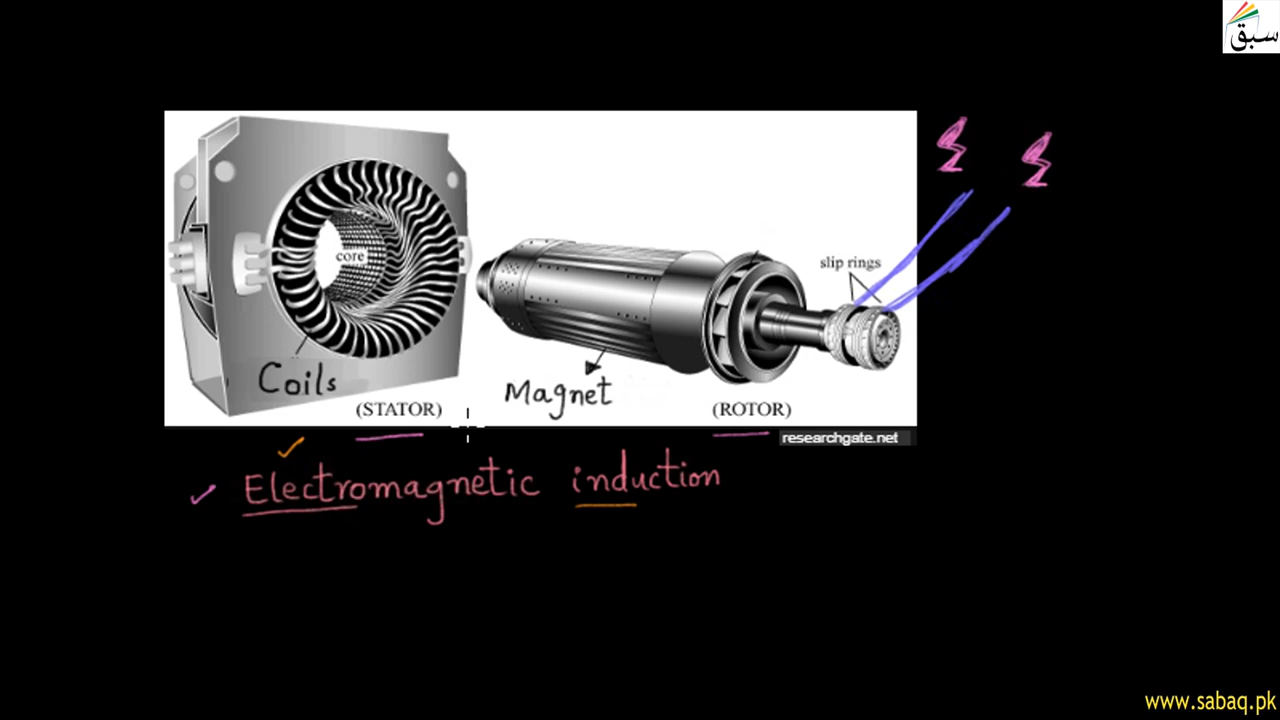 سبق
core
slip rings
Coils
Magnet
(STATOR)
(ROTOR)
researchgate.net
Electromagnetic induction
www.sabaq.pk